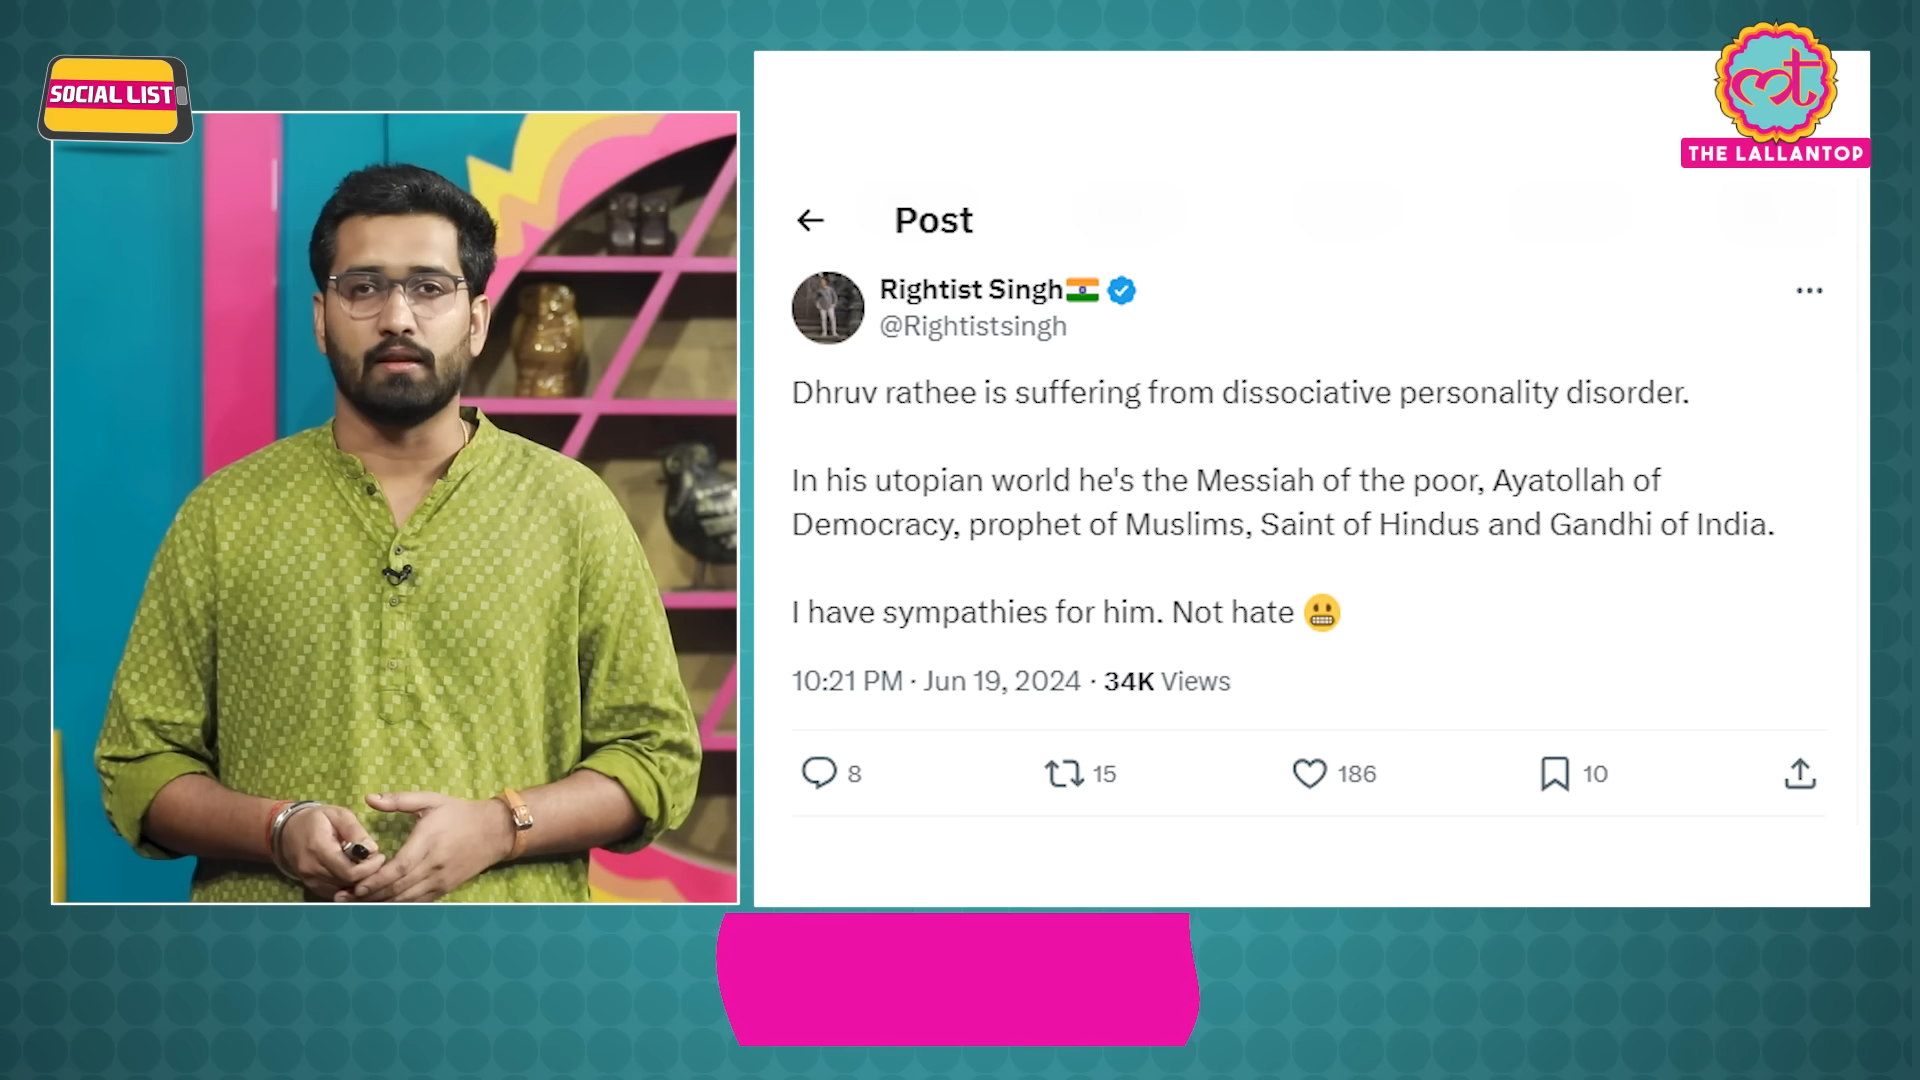 SOCIAL LIST
THE LALLANTOP
Post
Rightist Singh
@Rightistsingh
Dhruv rathee is suffering from dissociative personality disorder.
In his utopian world he's the Messiah of the poor, Ayatollah of
Democracy, prophet of Muslims, Saint of Hindus and Gandhi of India.
I have sympathies for him. Not hate 😬
10:21 PM · Jun 19, 2024 · 34K Views
8 15 186 10